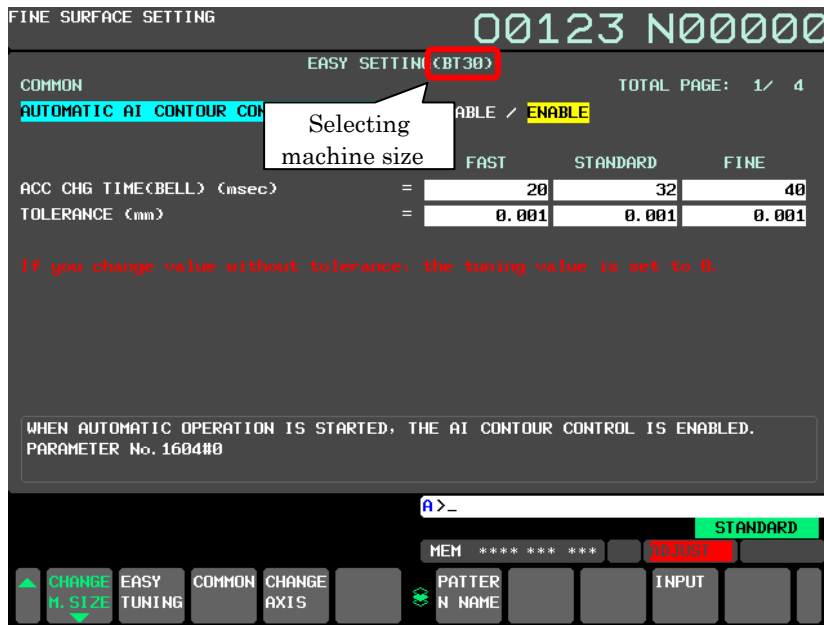 FINE SURFACE SETTING
O0123 N00000
EASY SETTING(BT30)
COMMON
TOTAL PAGE: 1/ 4
AUTOMATIC AI CONTOUR CON
ABLE / ENABLE
Selecting
machine size
FAST STANDARD FINE
ACC CHG TIME(BELL) (msec) = 20 32 40
TOLERANCE (mm) = 0.001 0.001 0.001
If you change value without tolerance, the tuning value is set to 0.
WHEN AUTOMATIC OPERATION IS STARTED, THE AI CONTOUR CONTROL IS ENABLED.
PARAMETER No.1604#0
A>_
STANDARD
MEM **** *** *** ADJUST
CHANGE M.SIZE
EASY TUNING
COMMON
CHANGE AXIS
PATTER N NAME
INPUT